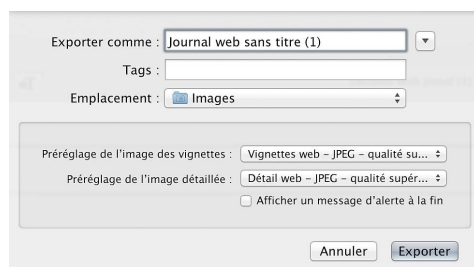 Exporter comme : Journal web sans titre (1)
Tags :
Emplacement : Images
Préréglage de l'image des vignettes : Vignettes web – JPEG – qualité su...
Préréglage de l'image détaillée : Détail web – JPEG – qualité supér...
Afficher un message d'alerte à la fin
Annuler Exporter